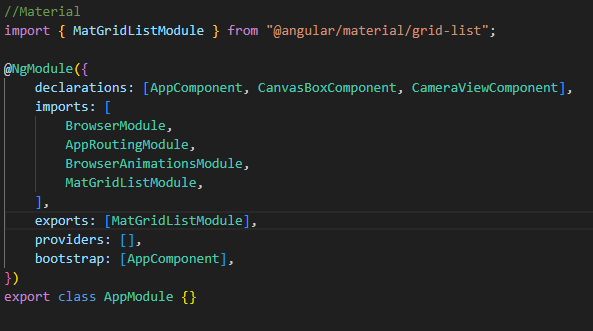 //Material
import { MatGridListModule } from "@angular/material/grid-list";
@NgModule({
declarations: [AppComponent, CanvasBoxComponent, CameraViewComponent],
imports: [
BrowserModule,
AppRoutingModule,
BrowserAnimationsModule,
MatGridListModule,
],
exports: [MatGridListModule],
providers: [],
bootstrap: [AppComponent],
})
export class AppModule {}